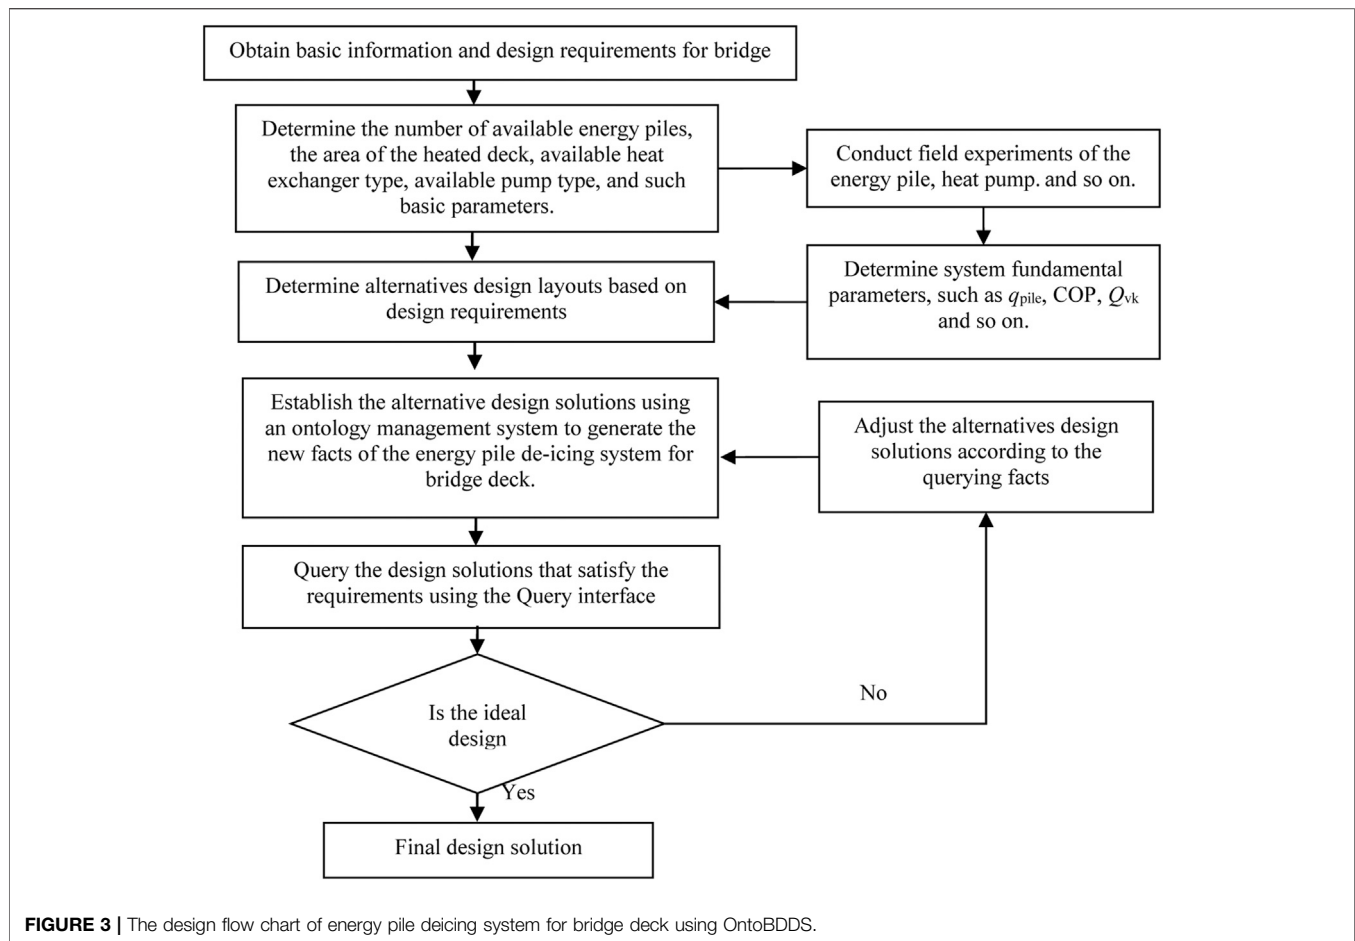 Obtain basic information and design requirements for bridge
Determine the number of available energy piles,
the area of the heated deck, available heat
exchanger type, available pump type, and such
basic parameters.
Conduct field experiments of the
energy pile, heat pump. and so on.
Determine system fundamental
parameters, such as qpile, COP, Qvk
and so on.
Determine alternatives design layouts based on
design requirements
Establish the alternative design solutions using
an ontology management system to generate the
new facts of the energy pile de-icing system for
bridge deck.
Adjust the alternatives design
solutions according to the
querying facts
Query the design solutions that satisfy the
requirements using the Query interface
Is the ideal
design
No
Yes
Final design solution
FIGURE 3 | The design flow chart of energy pile deicing system for bridge deck using OntoBDDS.